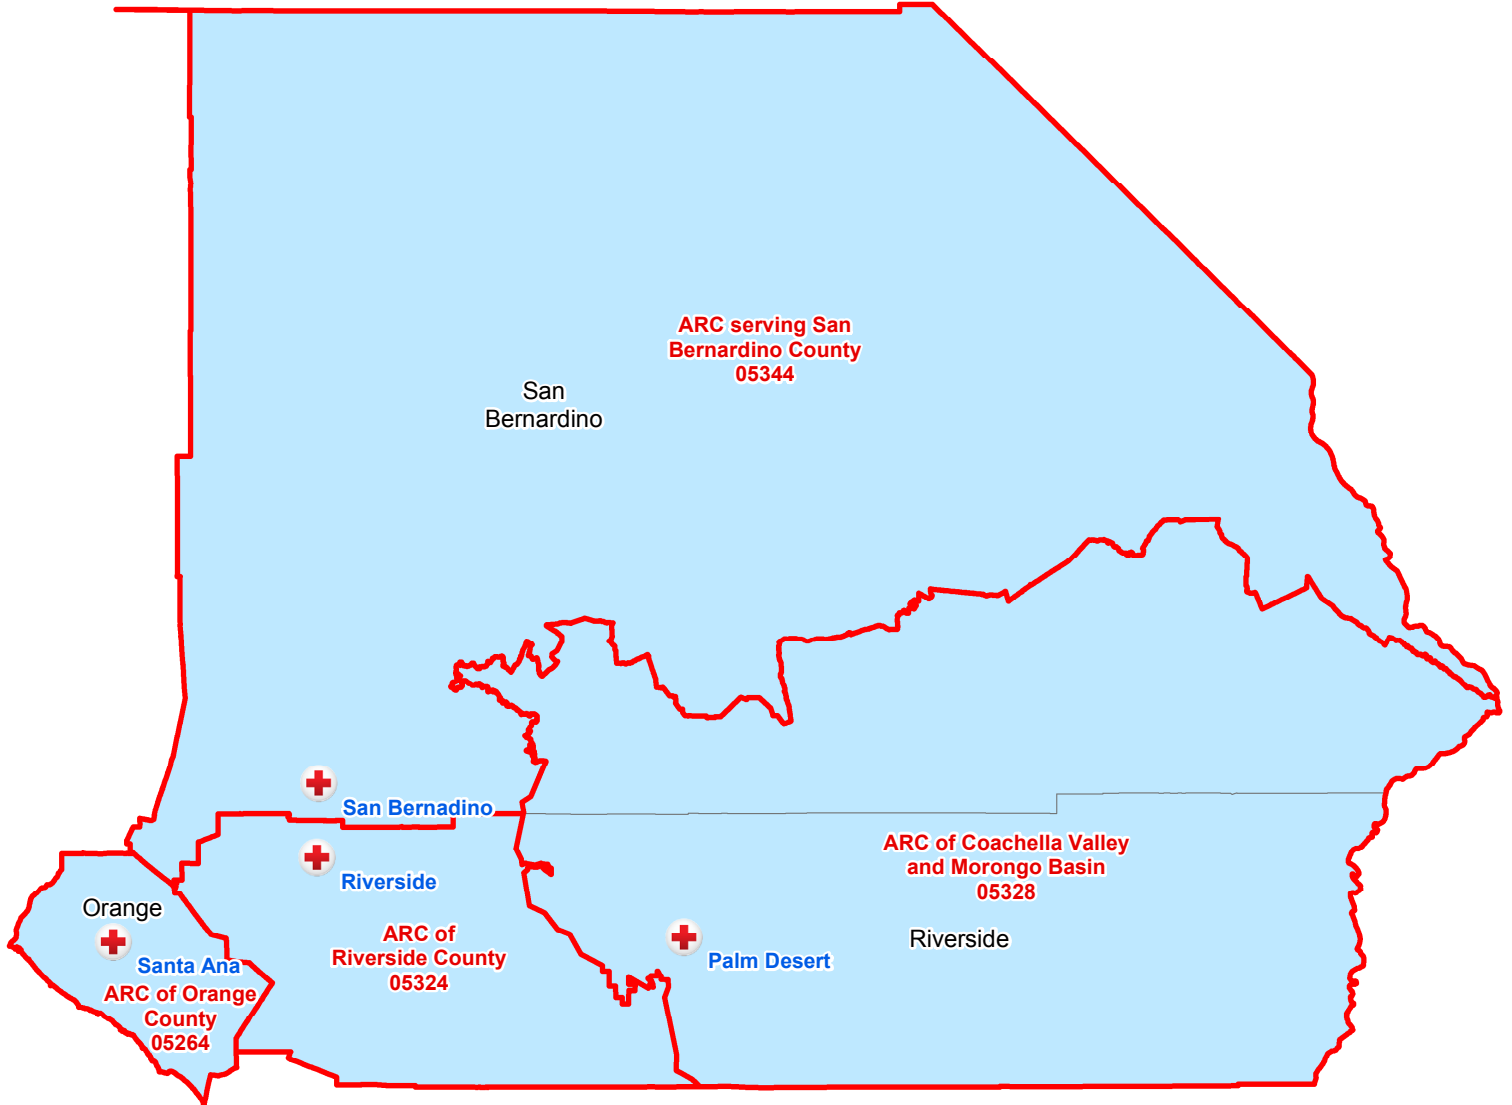 ARC serving San
Bernardino County
05344
San
Bernardino
San Bernadino
Riverside
ARC of Coachella Valley
and Morongo Basin
05328
Orange
Santa Ana
ARC of Orange
County
05264
ARC of
Riverside County
05324
Palm Desert
Riverside